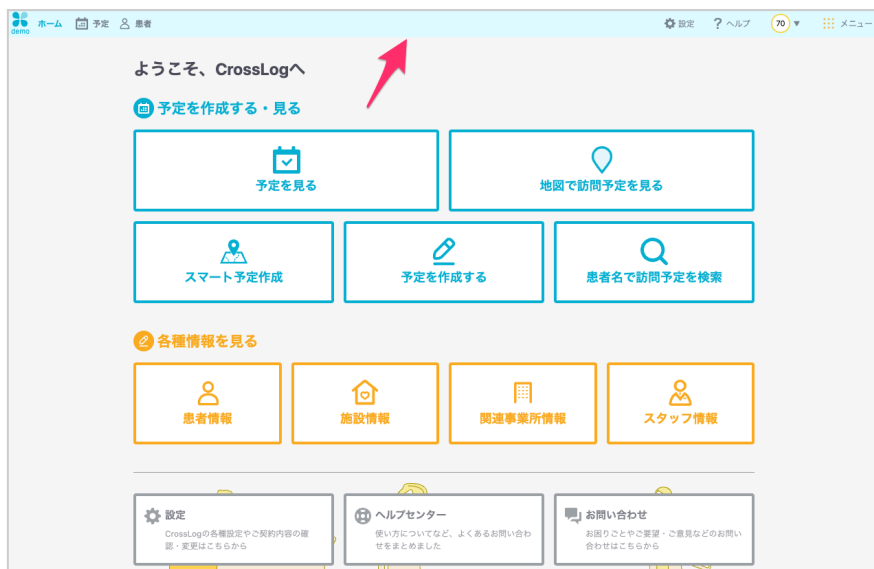 demo
ホーム 予定 患者 設定 ? ヘルプ 70 ▼ メニュー
ようこそ、CrossLogへ
予定を作成する・見る
予定を見る 地図で訪問予定を見る
スマート予定作成 予定を作成する 患者名で訪問予定を検索
各種情報を見る
患者情報 施設情報 関連事業所情報 スタッフ情報
設定
CrossLogの各種設定やご契約内容の確
認・変更はこちらから
ヘルプセンター
使い方についてなど、よくあるお問い合わ
せをまとめました
お問い合わせ
お困りごとやご要望・ご意見などのお問い
合わせはこちらから